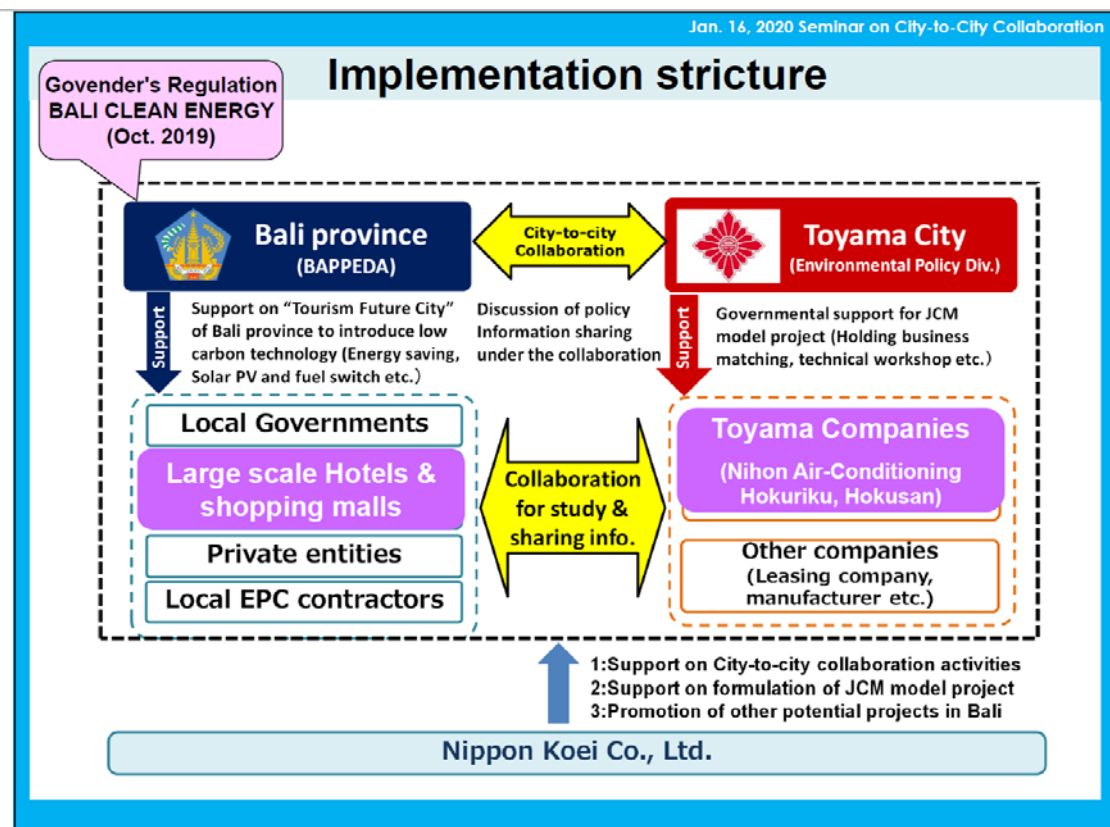 Jan. 16, 2020 Seminar on City-to-City Collaboration
Implementation stricture
Govender's Regulation
BALI CLEAN ENERGY
(Oct. 2019)
Bali province
(BAPPEDA)
City-to-city
Collaboration
Toyama City
(Environmental Policy Div.)
Support
Support on “Tourism Future City”
of Bali province to introduce low
carbon technology (Energy saving,
Solar PV and fuel switch etc.)
Discussion of policy
Information sharing
under the collaboration
Support
Governmental support for JCM
model project (Holding business
matching, technical workshop etc.)
Local Governments
Large scale Hotels &
shopping malls
Private entities
Local EPC contractors
Collaboration
for study &
sharing info.
Toyama Companies
(Nihon Air-Conditioning
Hokuriku, Hokusan)
Other companies
(Leasing company,
manufacturer etc.)
1:Support on City-to-city collaboration activities
2:Support on formulation of JCM model project
3:Promotion of other potential projects in Bali
Nippon Koei Co., Ltd.